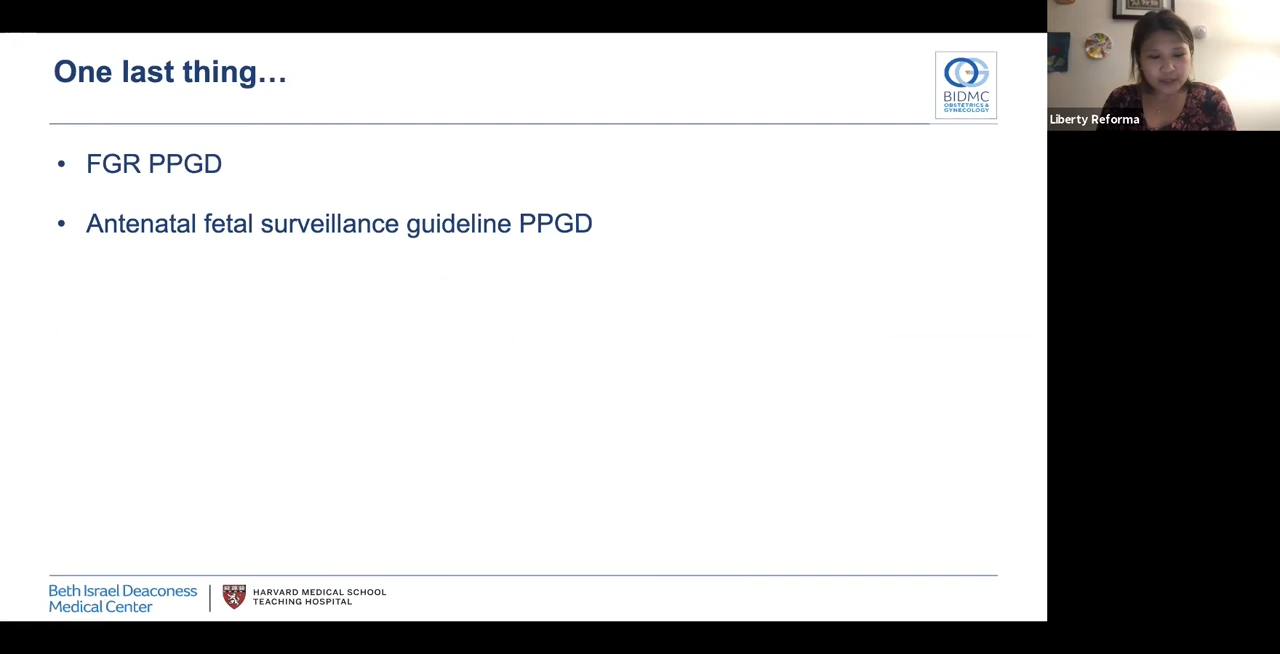 One last thing…
BIDMC
OBSTETRICS &
GYNECOLOGY
Liberty Reforma
• FGR PPGD
• Antenatal fetal surveillance guideline PPGD
Beth Israel Deaconess
Medical Center
HARVARD MEDICAL SCHOOL
TEACHING HOSPITAL